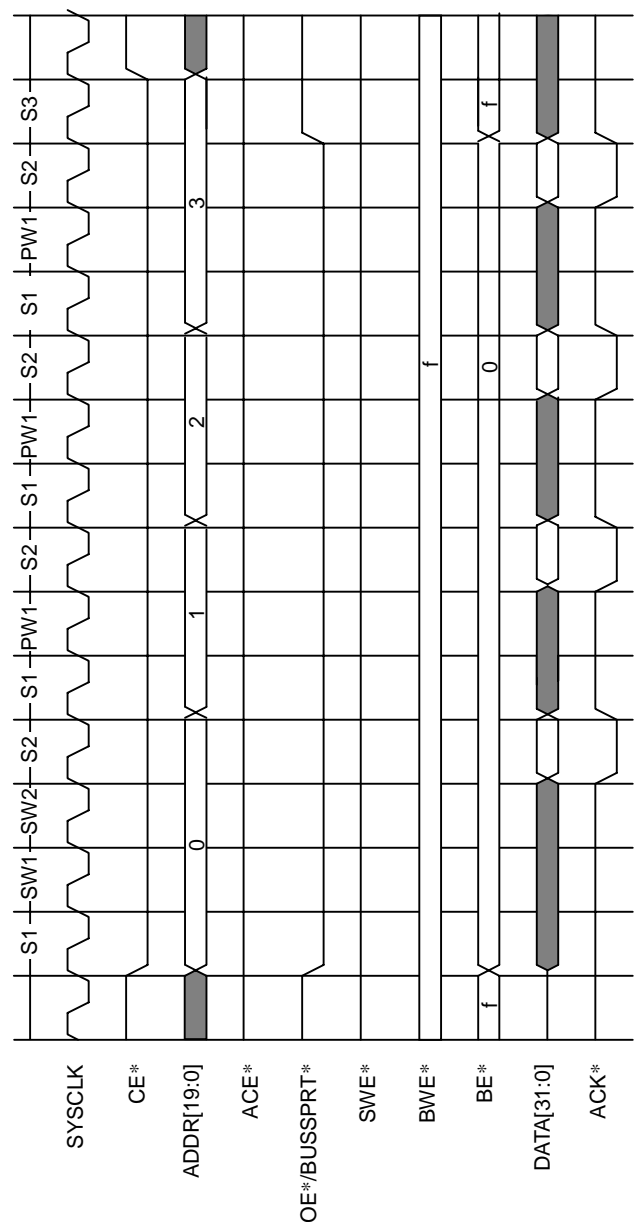 S1 SW1 SW2 S2 S1 PW1 S2 S1 PW1 S2 S1 PW1 S2 S3
SYSCLK
CE*
ADDR[19:0] 0 1 2 3
ACE*
OE*/BUSSPRT*
SWE*
BWE* f
BE* f 0 f
DATA[31:0]
ACK*